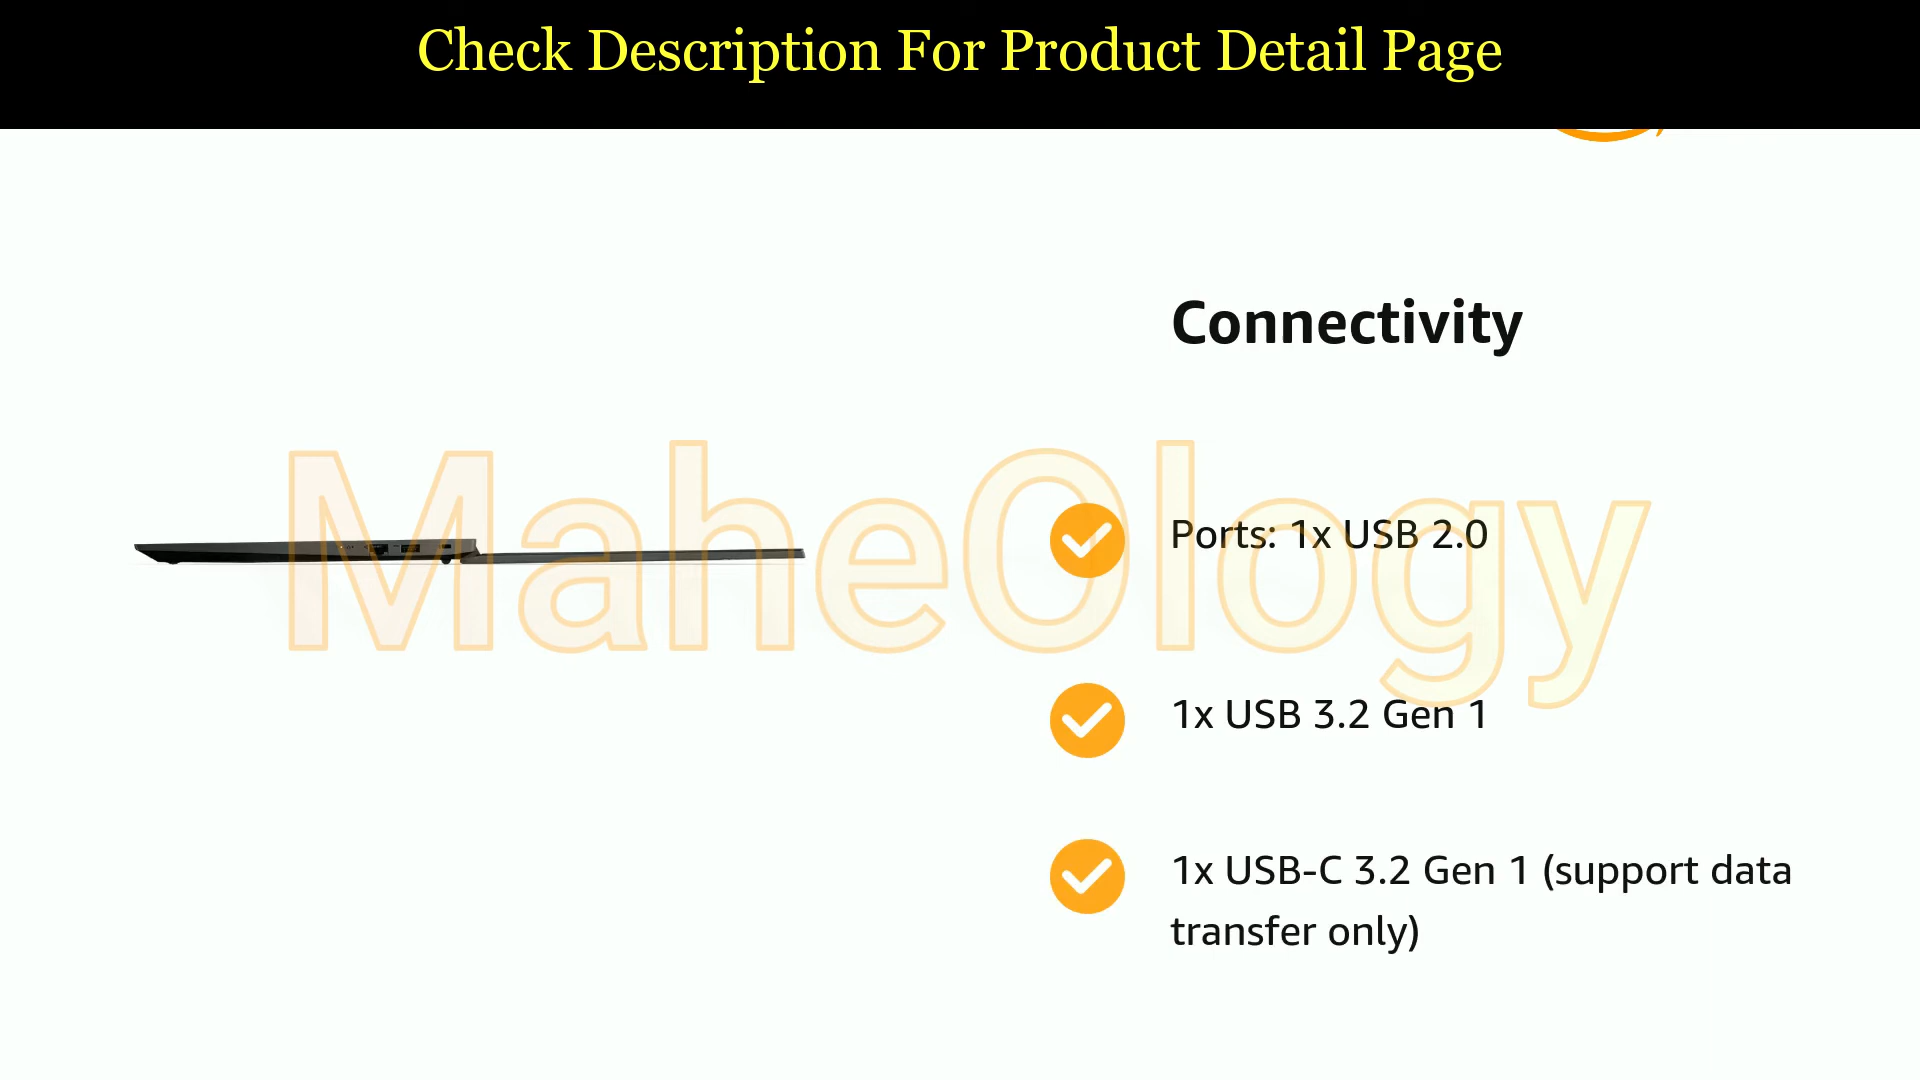 Check Description For Product Detail Page
Connectivity
MaheOlogy
Ports: 1x USB 2.0
1x USB 3.2 Gen 1
1x USB-C 3.2 Gen 1 (support data
transfer only)